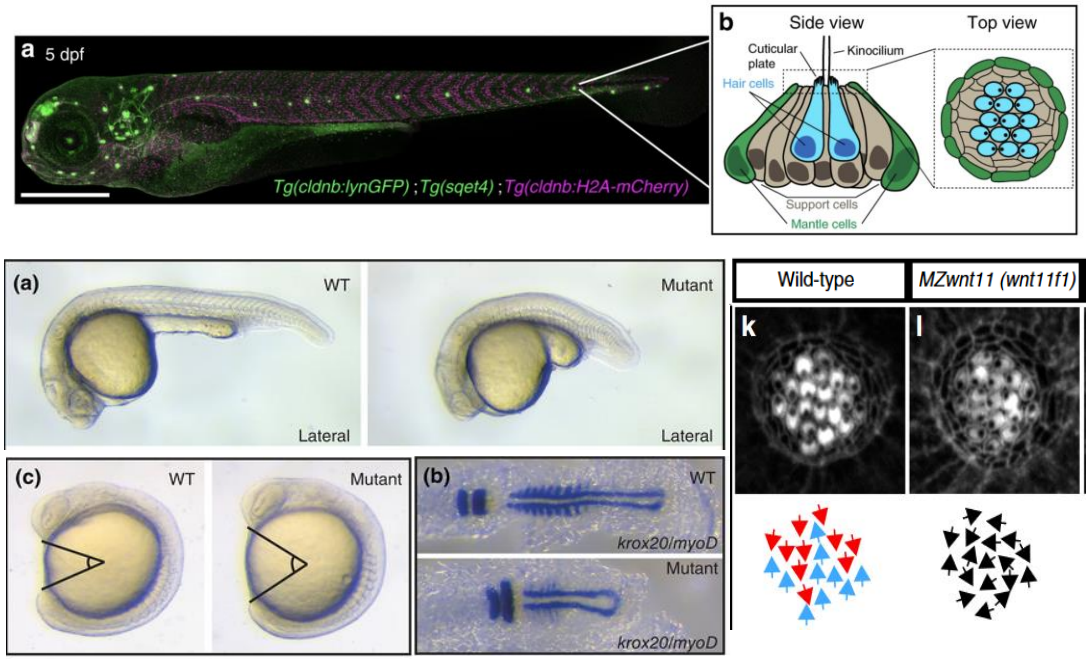 a 5 dpf
Tg(cldnb:lynGFP) ; Tg(sqet4) ; Tg(cldnb:H2A-mCherry)
b
Side view
Top view
Cuticular
plate
Kinocilium
Hair cells
Support cells
Mantle cells
(a)
WT
Lateral
Mutant
Lateral
(c)
WT
Mutant
(b)
WT
krox20/myoD
Mutant
krox20/myoD
Wild-type
MZwnt11 (wnt11f1)
k
l